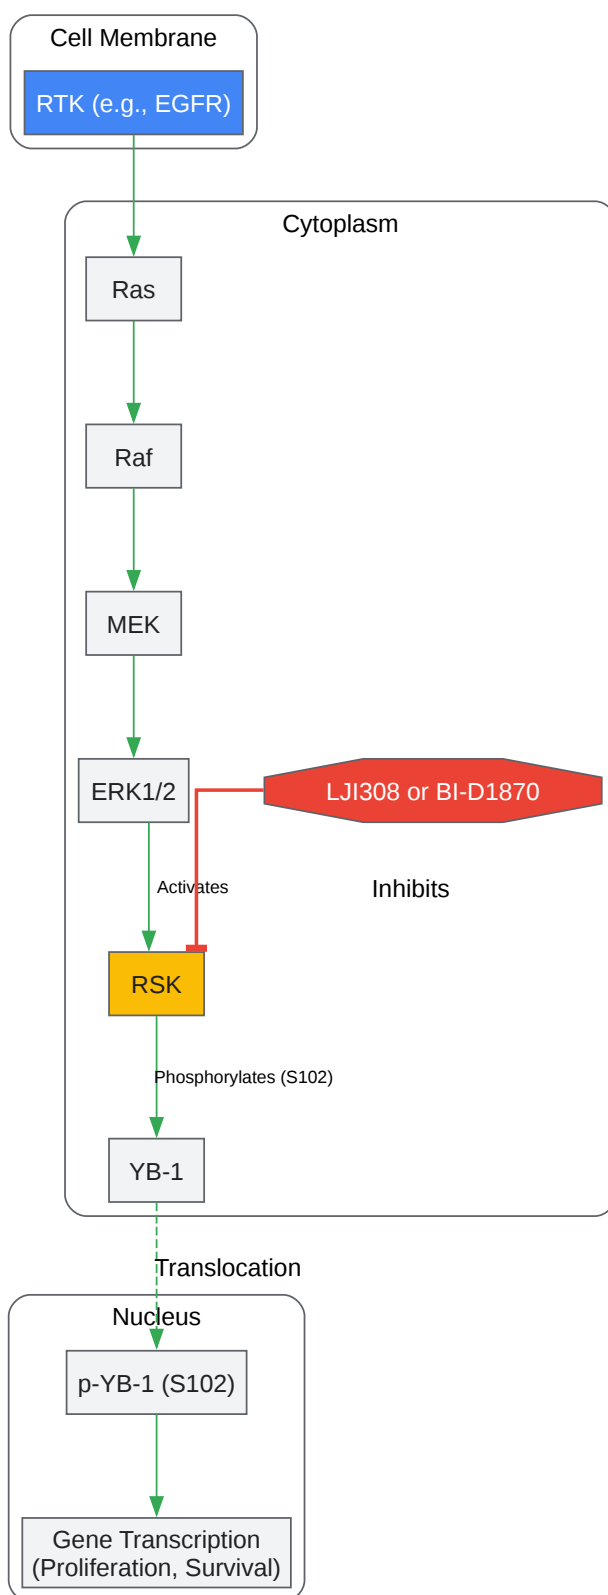 Cell Membrane
RTK (e.g., EGFR)
Cytoplasm
Ras
Raf
MEK
ERK1/2
LJI308 or BI-D1870
Activates
Inhibits
RSK
Phosphorylates (S102)
YB-1
Translocation
Nucleus
p-YB-1 (S102)
Gene Transcription
(Proliferation, Survival)